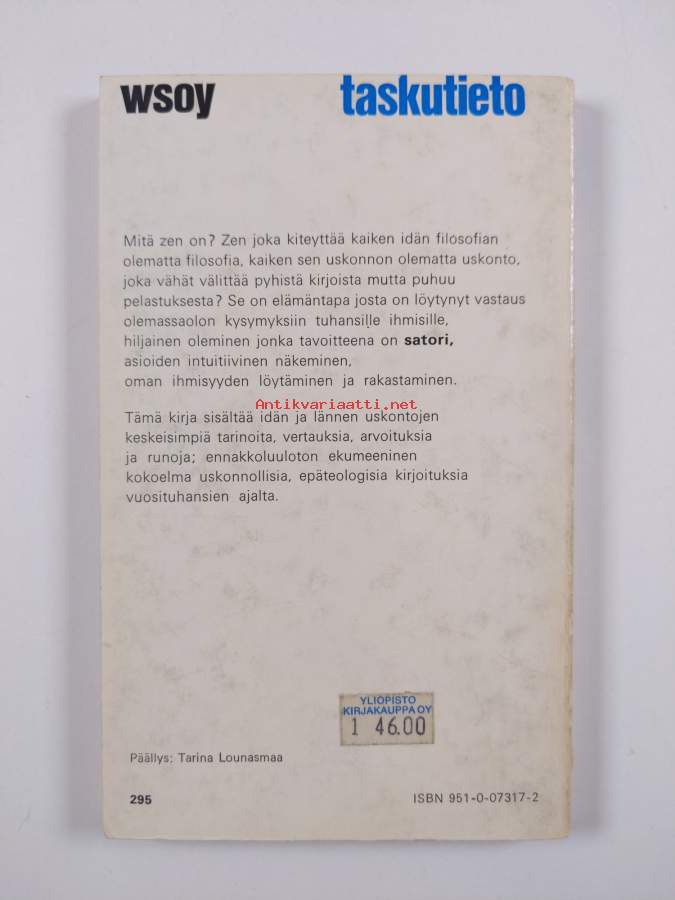 wsoy taskutieto
Mitä zen on? Zen joka kiteyttää kaiken idän filosofian
olematta filosofia, kaiken sen uskonnon olematta uskonto,
joka vähät välittää pyhistä kirjoista mutta puhuu
pelastuksesta? Se on elämäntapa josta on löytynyt vastaus
olemassaolon kysymyksiin tuhansille ihmisille,
hiljainen oleminen jonka tavoitteena on satori,
asioiden intuitiivinen näkeminen,
oman ihmisyyden löytäminen ja rakastaminen.
Antikvariaatti.net
Tämä kirja sisältää idän ja lännen uskontojen
keskeisimpiä tarinoita, vertauksia, arvoituksia
ja runoja; ennakkoluuloton ekumeeninen
kokoelma uskonnollisia, epäteologisia kirjoituksia
vuosituhansien ajalta.
YLIOPISTO
KIRJAKAUPPA OY
1 46.00
Päällys: Tarina Lounasmaa
295 ISBN 951-0-07317-2